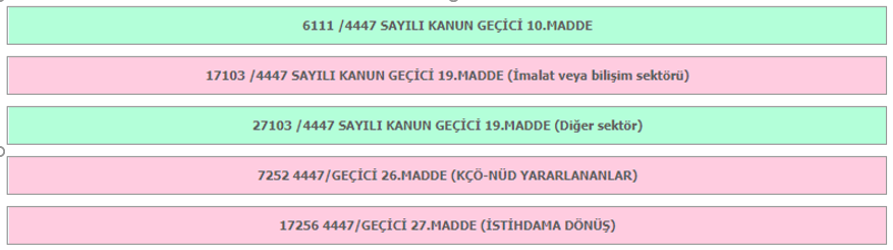 6111 /4447 SAYILI KANUN GEÇİCİ 10.MADDE
17103 /4447 SAYILI KANUN GEÇİCİ 19.MADDE (İmalat veya bilişim sektörü)
27103 /4447 SAYILI KANUN GEÇİCİ 19.MADDE (Diğer sektör)
7252 4447/GEÇİCİ 26.MADDE (KÇÖ-NÜD YARARLANANLAR)
17256 4447/GEÇİCİ 27.MADDE (İSTİHDAMA DÖNÜŞ)